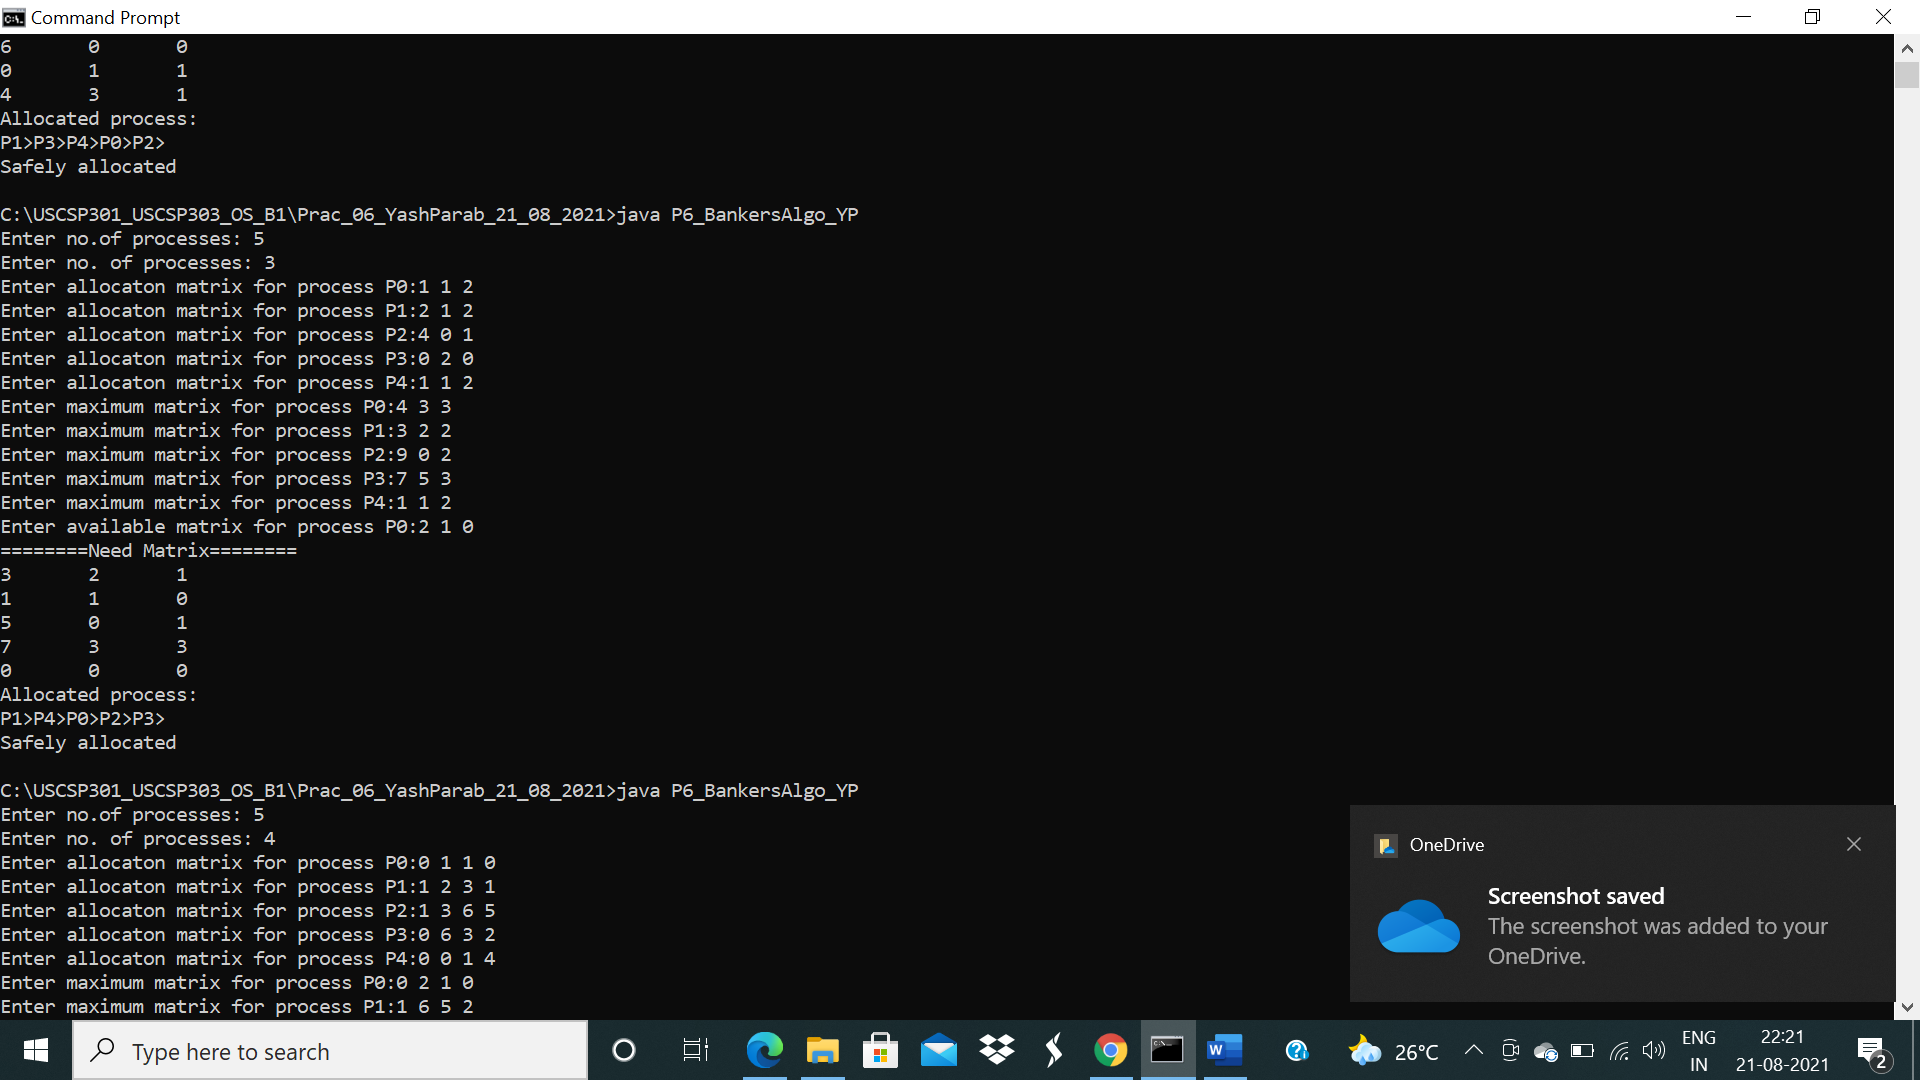 Command Prompt
6 0 0
0 1 1
4 3 1
Allocated process:
P1>P3>P4>P0>P2>
Safely allocated
C:\USCSP301_USCSP303_OS_B1\Prac_06_YashParab_21_08_2021>java P6_BankersAlgo_YP
Enter no.of processes: 5
Enter no. of processes: 3
Enter allocaton matrix for process P0:1 1 2
Enter allocaton matrix for process P1:2 1 2
Enter allocaton matrix for process P2:4 0 1
Enter allocaton matrix for process P3:0 2 0
Enter allocaton matrix for process P4:1 1 2
Enter maximum matrix for process P0:4 3 3
Enter maximum matrix for process P1:3 2 2
Enter maximum matrix for process P2:9 0 2
Enter maximum matrix for process P3:7 5 3
Enter maximum matrix for process P4:1 1 2
Enter available matrix for process P0:2 1 0
========Need Matrix========
3 2 1
1 1 0
5 0 1
7 3 3
0 0 0
Allocated process:
P1>P4>P0>P2>P3>
Safely allocated
C:\USCSP301_USCSP303_OS_B1\Prac_06_YashParab_21_08_2021>java P6_BankersAlgo_YP
Enter no.of processes: 5
Enter no. of processes: 4
Enter allocaton matrix for process P0:0 1 1 0
Enter allocaton matrix for process P1:1 2 3 1
Enter allocaton matrix for process P2:1 3 6 5
Enter allocaton matrix for process P3:0 6 3 2
Enter allocaton matrix for process P4:0 0 1 4
Enter maximum matrix for process P0:0 2 1 0
Enter maximum matrix for process P1:1 6 5 2
OneDrive
Screenshot saved
The screenshot was added to your
OneDrive.
Type here to search
26°C
ENG
IN
22:21
21-08-2021
2